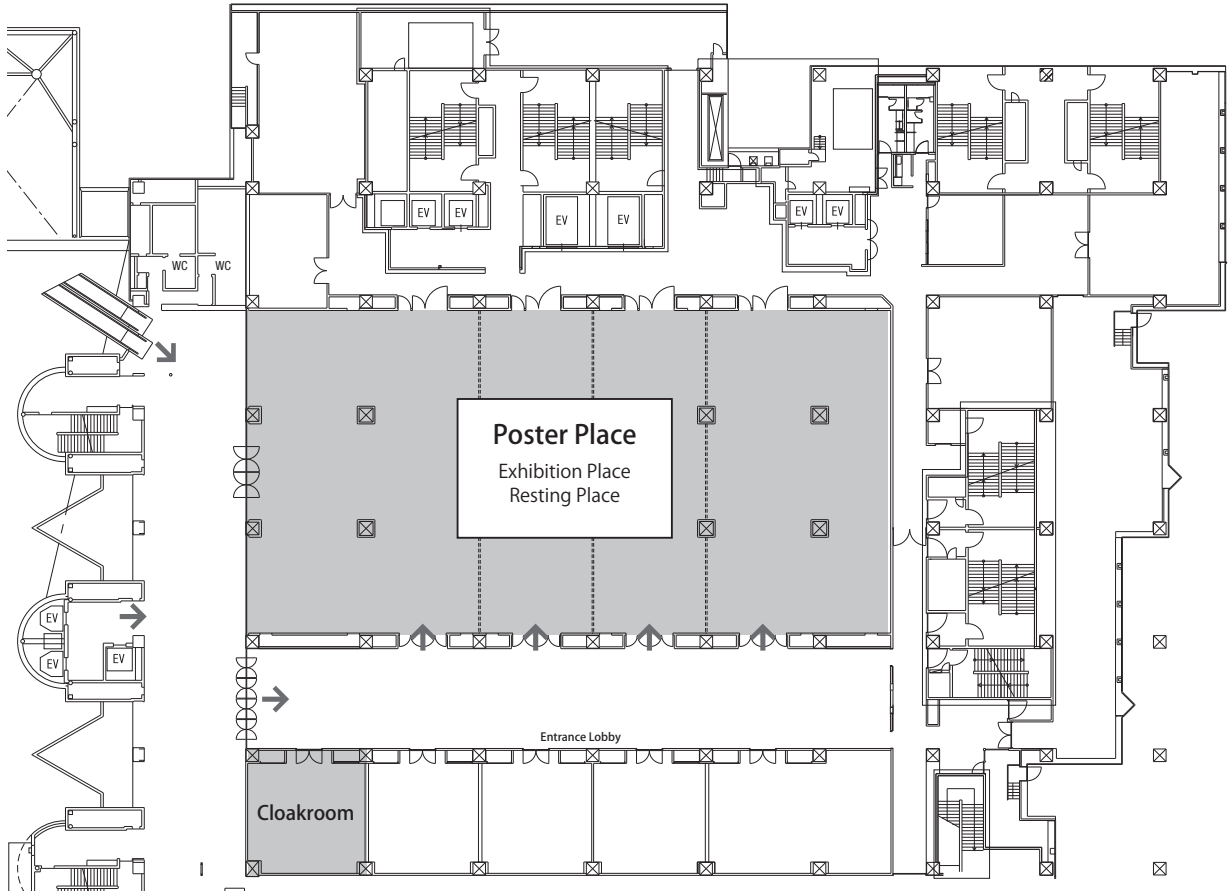 EV
EV
EV
EV
EV
EV
WC
WC
Poster Place
Exhibition Place
Resting Place
EV
EV
EV
Entrance Lobby
Cloakroom